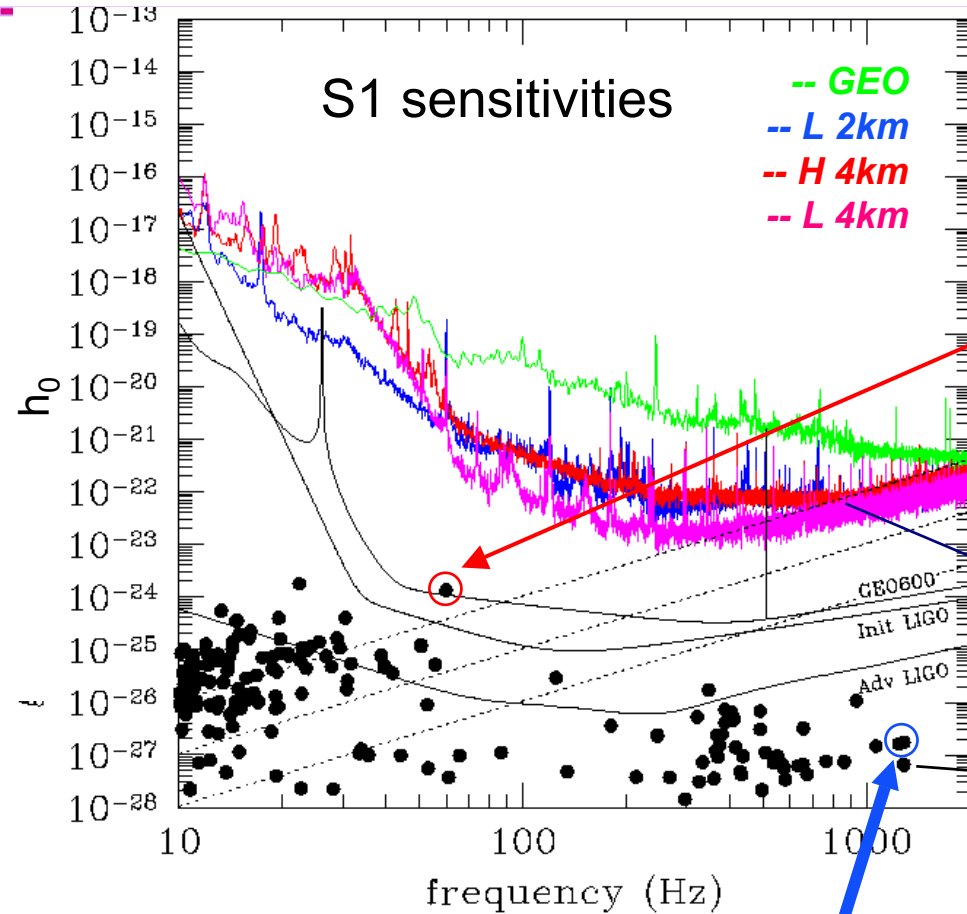 S1 sensitivities
-- GEO
-- L 2km
-- H 4km
-- L 4km
10⁻¹³
10⁻¹⁴
10⁻¹⁵
10⁻¹⁶
10⁻¹⁷
10⁻¹⁸
10⁻¹⁹
10⁻²⁰
10⁻²¹
10⁻²²
10⁻²³
10⁻²⁴
10⁻²⁵
10⁻²⁶
10⁻²⁷
10⁻²⁸
h₀
GEO600
Init LIGO
Adv LIGO
10 100 1000
frequency (Hz)